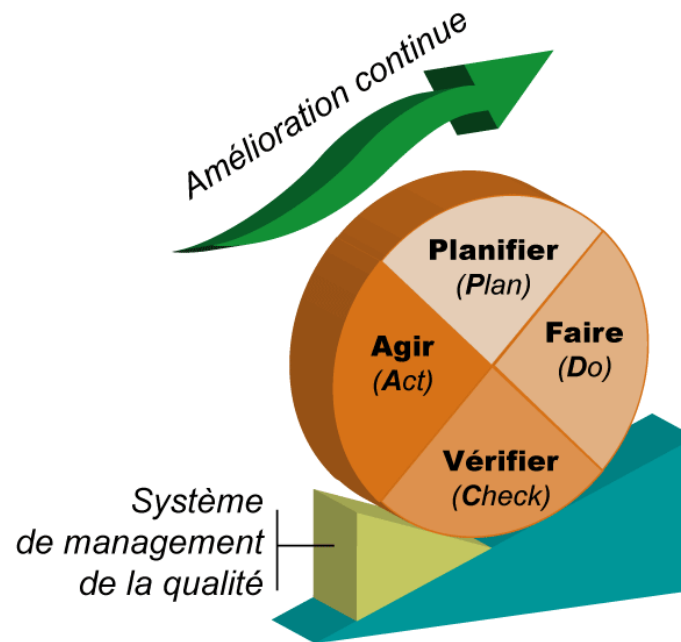 Amélioration continue
Planifier
(Plan)
Faire
(Do)
Agir
(Act)
Vérifier
(Check)
Système
de management
de la qualité